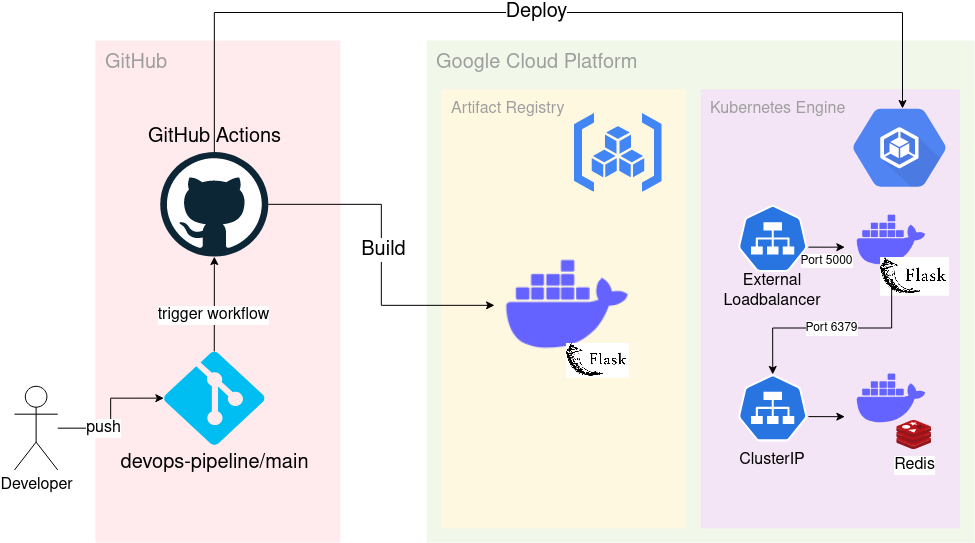 Deploy
GitHub
Google Cloud Platform
Artifact Registry
Kubernetes Engine
GitHub Actions
Build
Port 5000
External
Loadbalancer
Flask
trigger workflow
Port 6379
Flask
push
devops-pipeline/main
ClusterIP
Redis
Developer